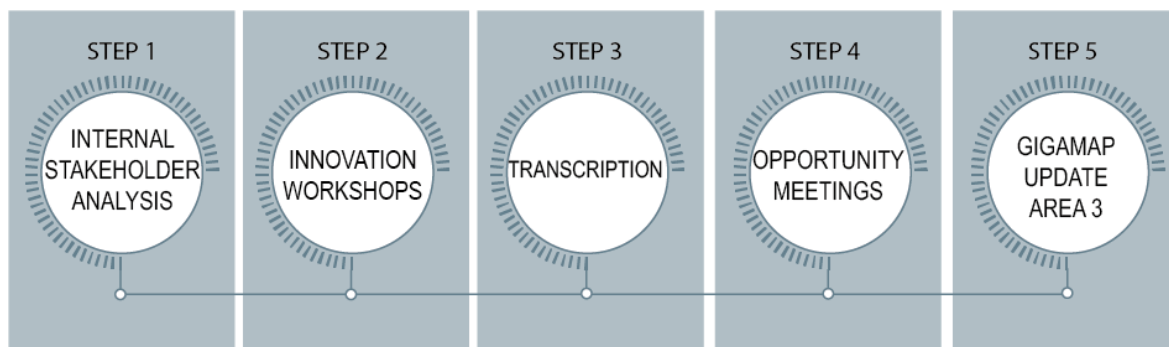 STEP 1
INTERNAL
STAKEHOLDER
ANALYSIS
STEP 2
INNOVATION
WORKSHOPS
STEP 3
TRANSCRIPTION
STEP 4
OPPORTUNITY
MEETINGS
STEP 5
GIGAMAP
UPDATE
AREA 3